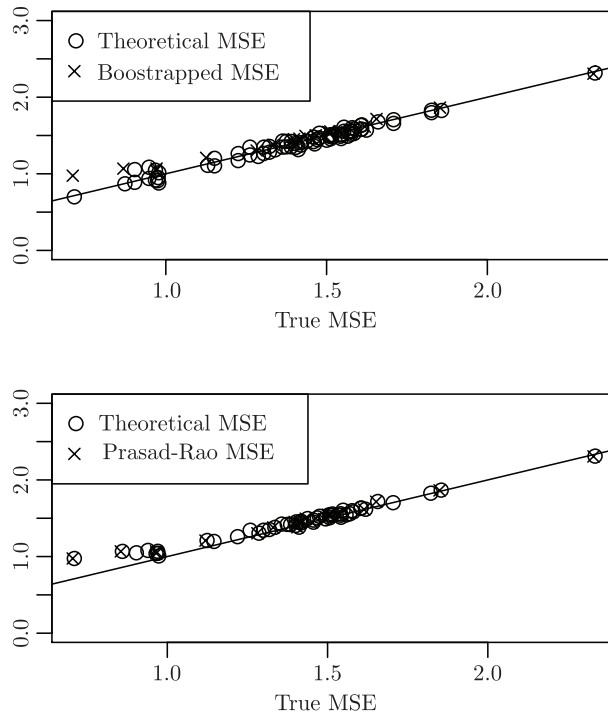 3.0
2.0
1.0
0.0
Theoretical MSE
Boostrapped MSE
1.0 1.5 2.0
True MSE
3.0
2.0
1.0
0.0
Theoretical MSE
Prasad-Rao MSE
1.0 1.5 2.0
True MSE